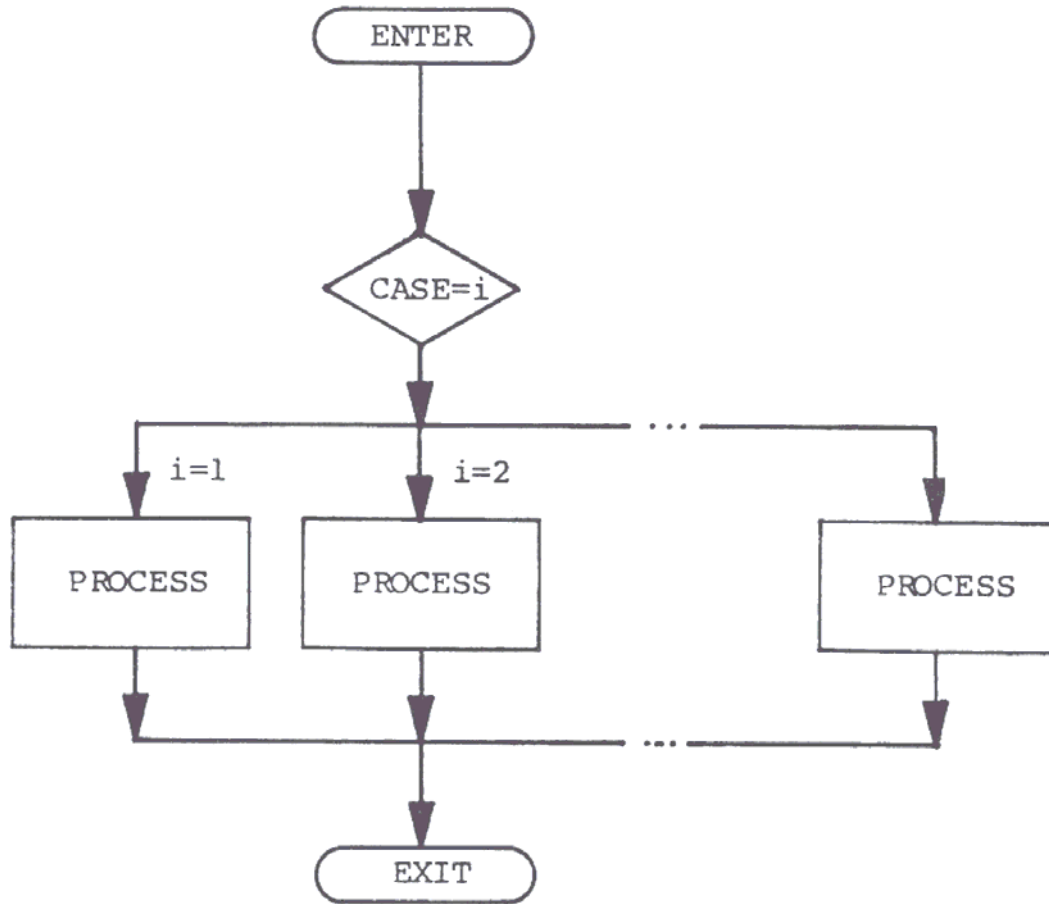 ENTER
CASE=i
...
i=1
i=2
PROCESS
PROCESS
PROCESS
...
EXIT